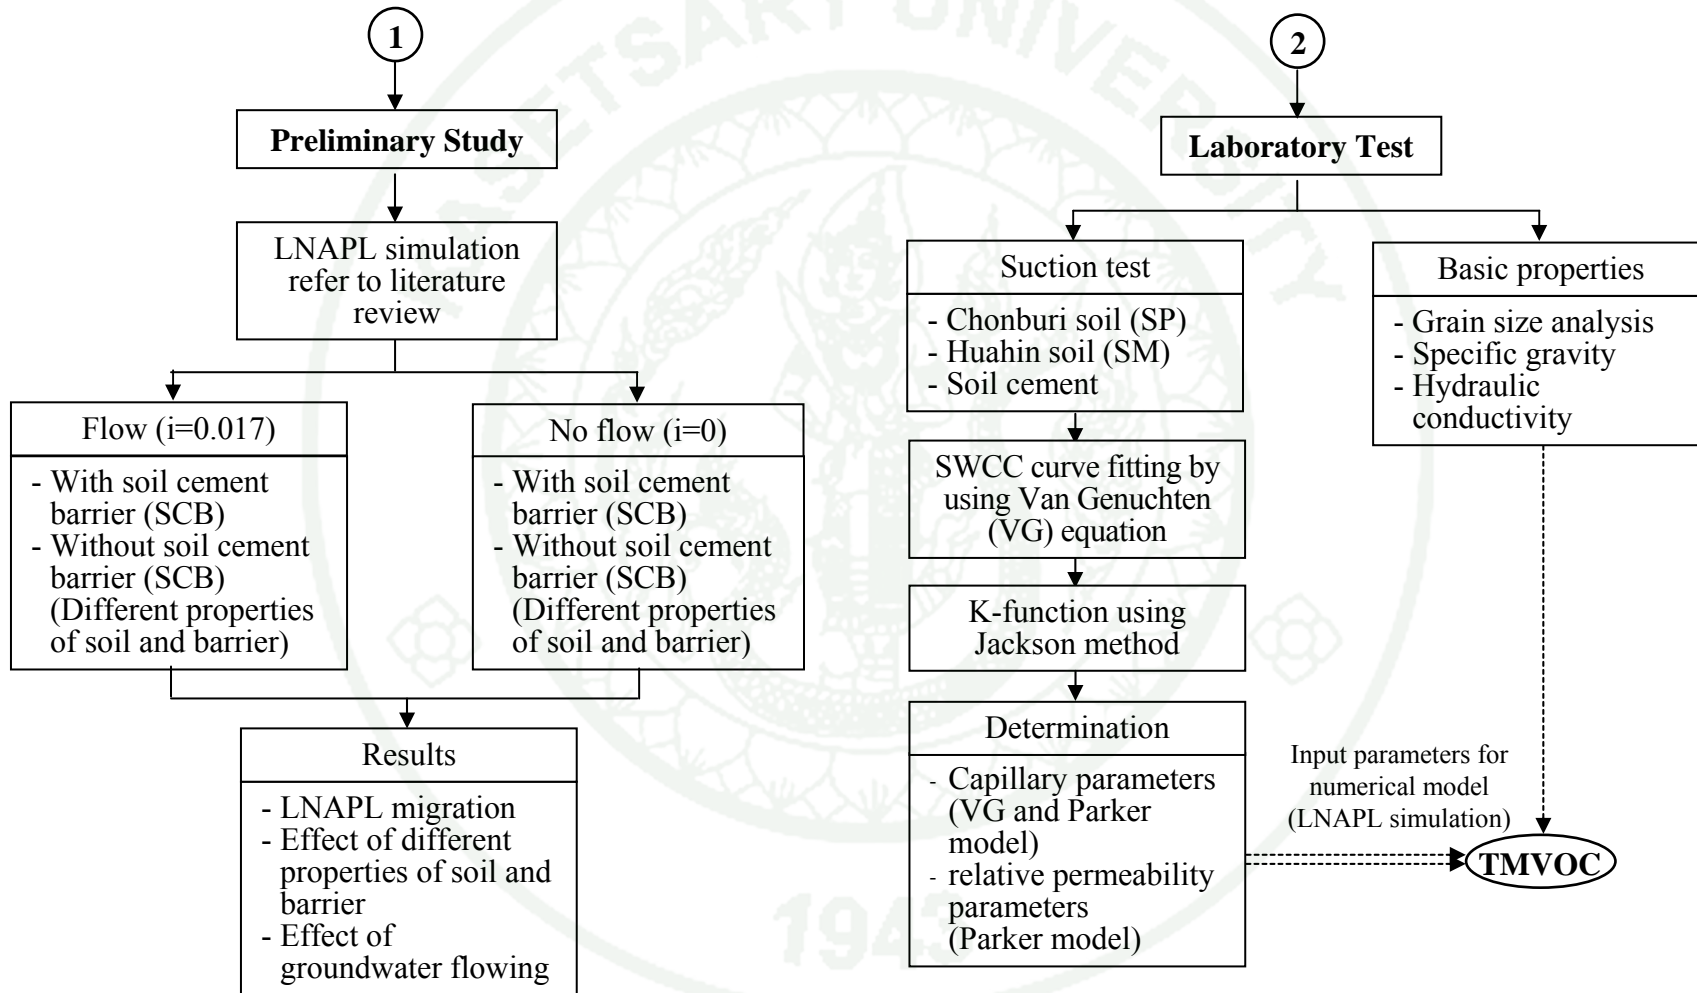 1
Preliminary Study
LNAPL simulation
refer to literature
review
Flow (i=0.017)
- With soil cement
barrier (SCB)
- Without soil cement
barrier (SCB)
(Different properties
of soil and barrier)
No flow (i=0)
- With soil cement
barrier (SCB)
- Without soil cement
barrier (SCB)
(Different properties
of soil and barrier)
Results
- LNAPL migration
- Effect of different
properties of soil and
barrier
- Effect of
groundwater flowing
2
Laboratory Test
Suction test
- Chonburi soil (SP)
- Huahin soil (SM)
- Soil cement
SWCC curve fitting by
using Van Genuchten
(VG) equation
K-function using
Jackson method
Determination
- Capillary parameters
(VG and Parker
model)
- relative permeability
parameters
(Parker model)
Basic properties
- Grain size analysis
- Specific gravity
- Hydraulic
conductivity
Input parameters for
numerical model
(LNAPL simulation)
TMVOC
KASETSART UNIVERSITY
1943